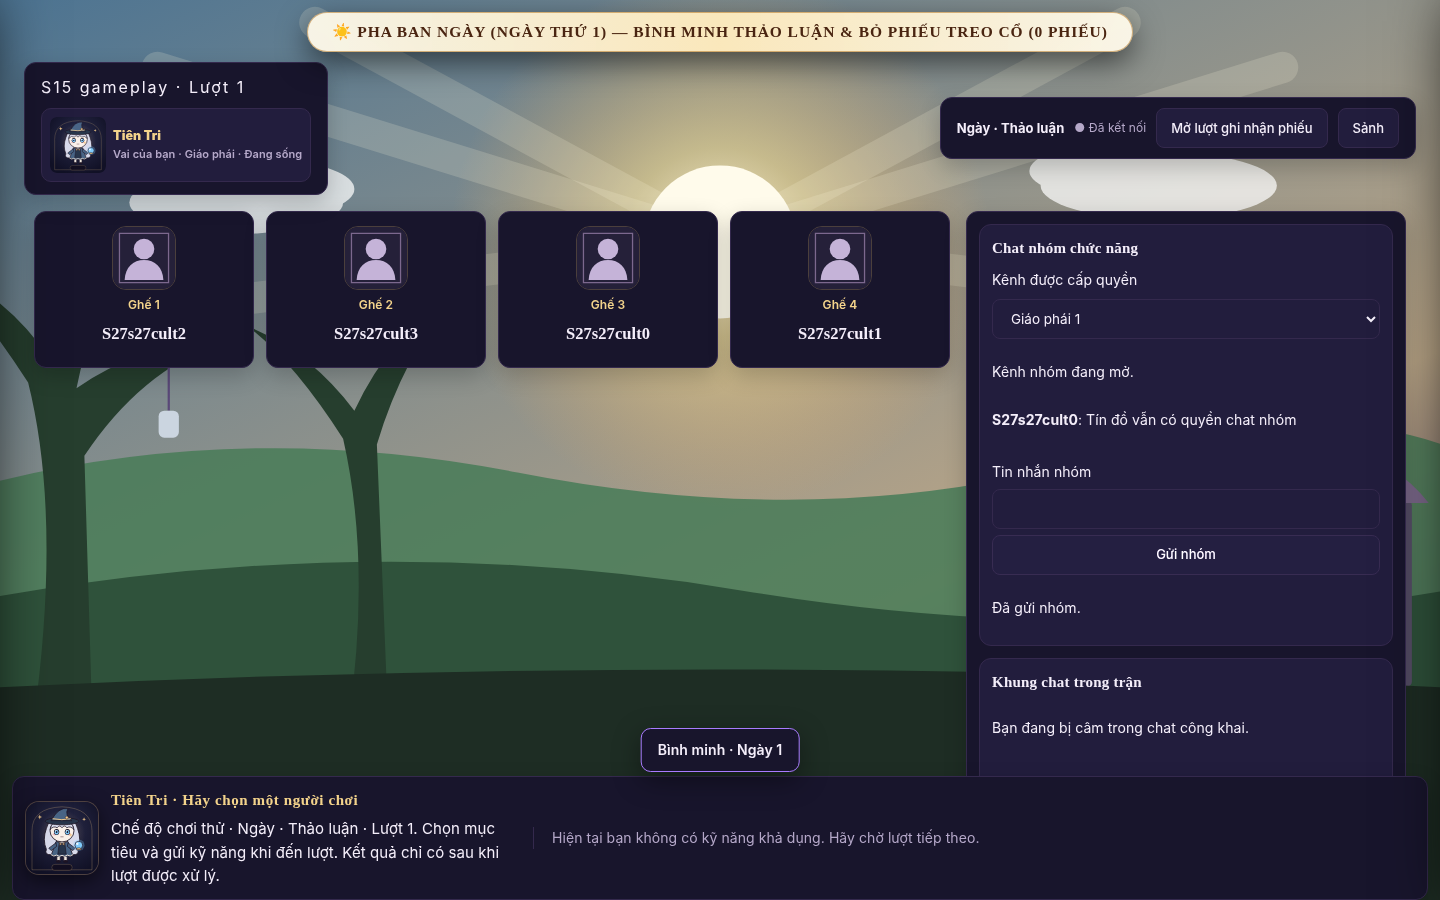 ☀️ PHA BAN NGÀY (NGÀY THỨ 1) — BÌNH MINH THẢO LUẬN & BỎ PHIẾU TREO CỔ (0 PHIẾU)
S15 gameplay · Lượt 1
Tiên Tri
Vai của bạn · Giáo phái · Đang sống
Ngày · Thảo luận
Đã kết nối
Mở lượt ghi nhận phiếu
Sảnh
Ghế 1
S27s27cult2
Ghế 2
S27s27cult3
Ghế 3
S27s27cult0
Ghế 4
S27s27cult1
Chat nhóm chức năng
Kênh được cấp quyền
Giáo phái 1
Kênh nhóm đang mở.
S27s27cult0: Tín đồ vẫn có quyền chat nhóm
Tin nhắn nhóm
Gửi nhóm
Đã gửi nhóm.
Khung chat trong trận
Bạn đang bị câm trong chat công khai.
Bình minh · Ngày 1
Tiên Tri · Hãy chọn một người chơi
Chế độ chơi thử · Ngày · Thảo luận · Lượt 1. Chọn mục
tiêu và gửi kỹ năng khi đến lượt. Kết quả chỉ có sau khi
lượt được xử lý.
Hiện tại bạn không có kỹ năng khả dụng. Hãy chờ lượt tiếp theo.